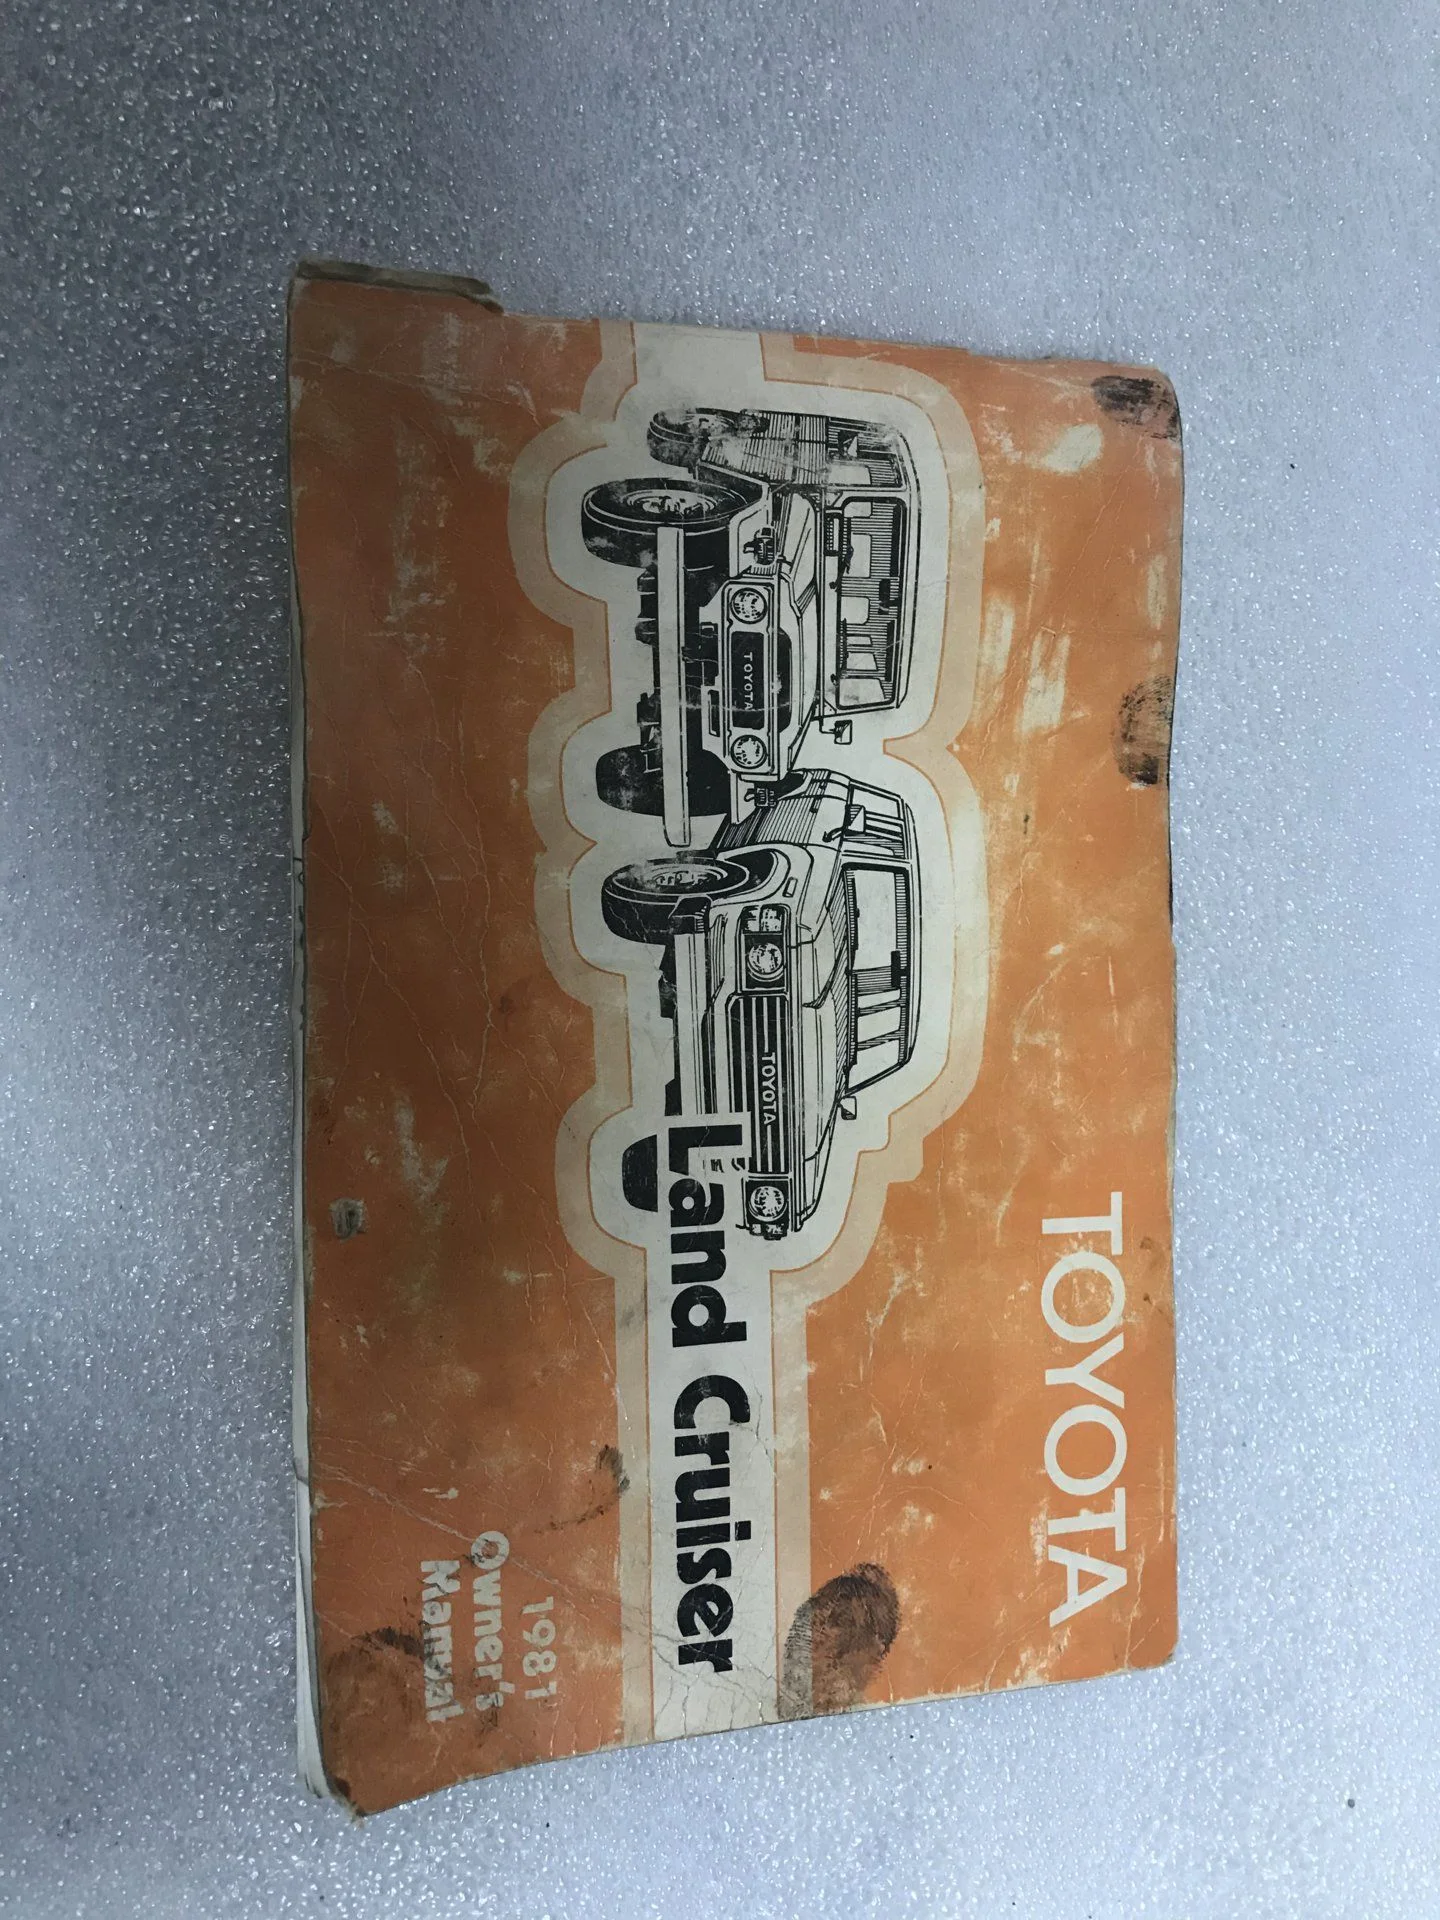 TOYOTA
TOYOTA
TOYOTA
Land Cruiser
1981
Owner's
Manual